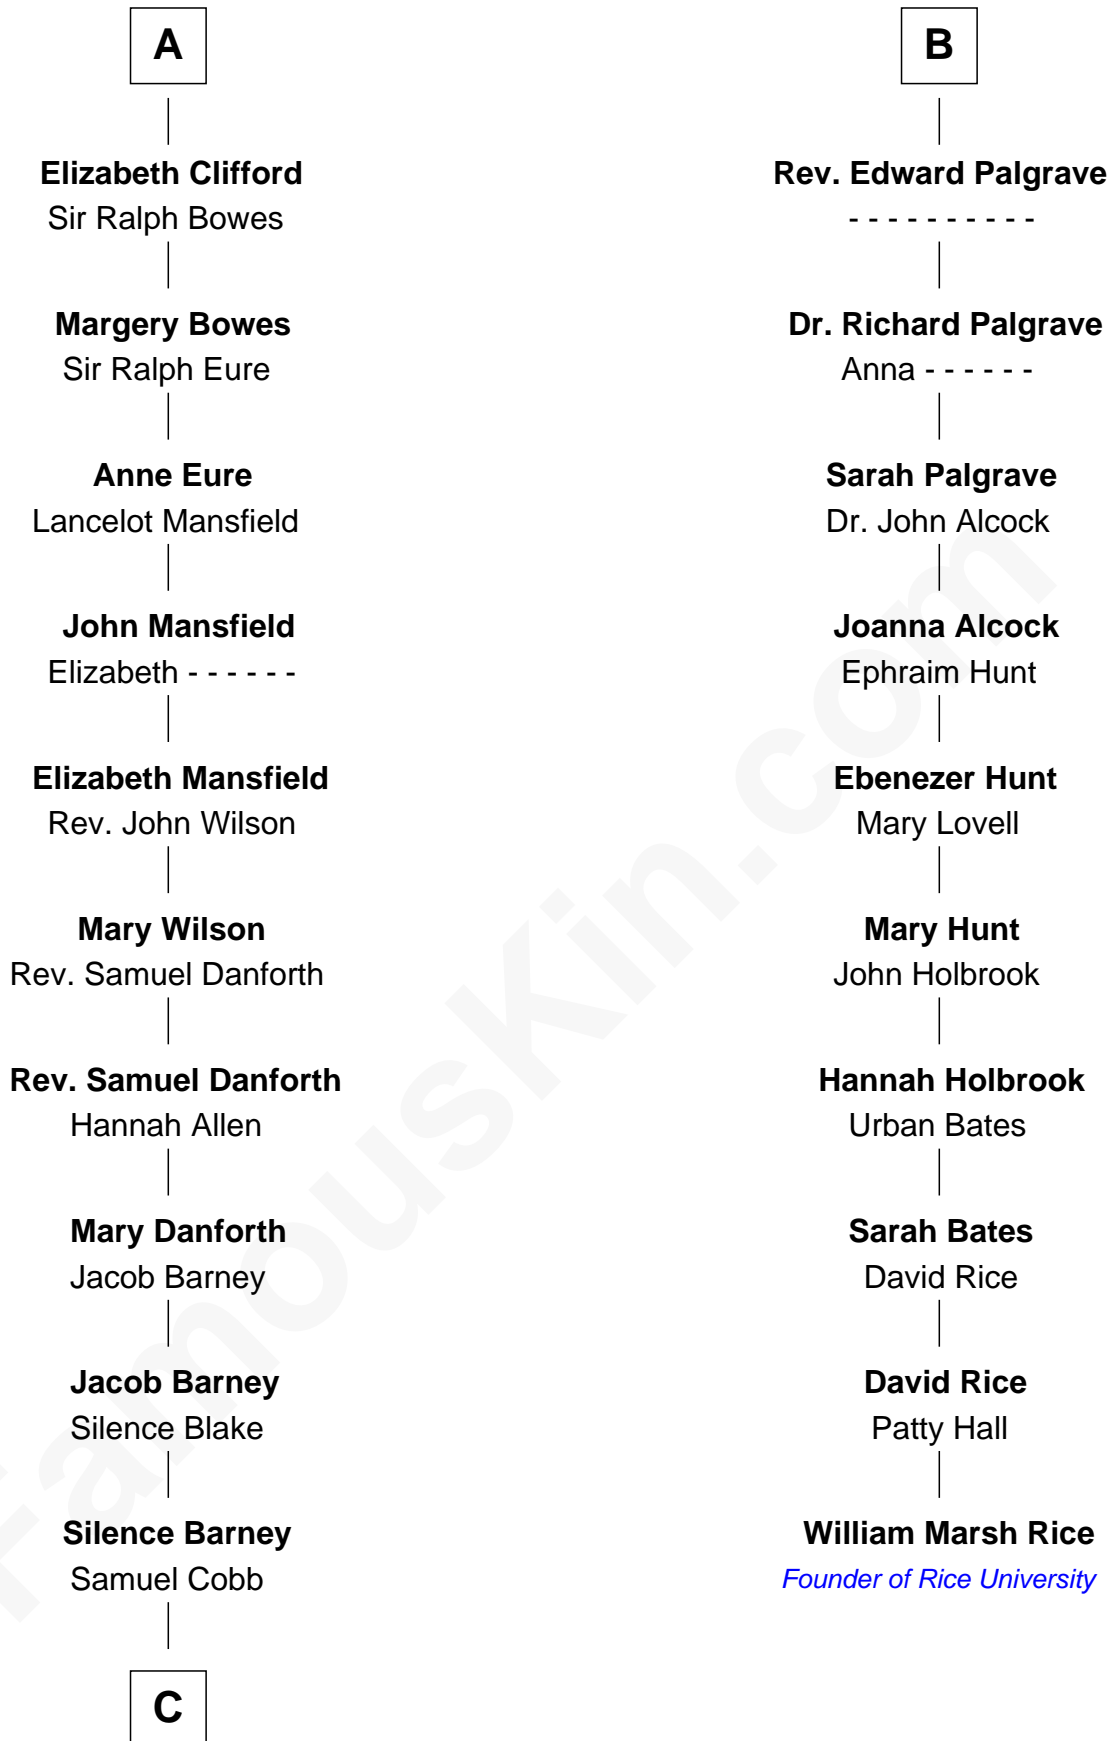 A
Elizabeth Clifford
Sir Ralph Bowes
Margery Bowes
Sir Ralph Eure
Anne Eure
Lancelot Mansfield
John Mansfield
Elizabeth - - - - - -
Elizabeth Mansfield
Rev. John Wilson
Mary Wilson
Rev. Samuel Danforth
Rev. Samuel Danforth
Hannah Allen
Mary Danforth
Jacob Barney
Jacob Barney
Silence Blake
Silence Barney
Samuel Cobb
C
B
Rev. Edward Palgrave
- - - - - - - - - -
Dr. Richard Palgrave
Anna - - - - - -
Sarah Palgrave
Dr. John Alcock
Joanna Alcock
Ephraim Hunt
Ebenezer Hunt
Mary Lovell
Mary Hunt
John Holbrook
Hannah Holbrook
Urban Bates
Sarah Bates
David Rice
David Rice
Patty Hall
William Marsh Rice
Founder of Rice University
FamousKin.com